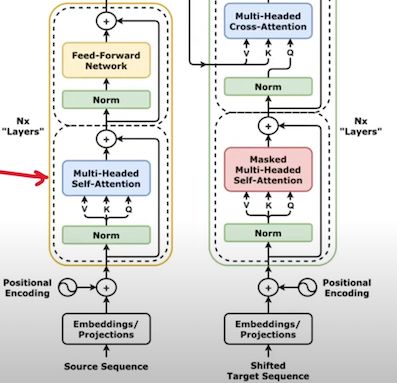 Feed-Forward
Network
Norm
Nx
"Layers"
Multi-Headed
Self-Attention
V K Q
Norm
Positional
Encoding
Embeddings/
Projections
Source Sequence
Multi-Headed
Cross-Attention
V K Q
Norm
Nx
"Layers"
Masked
Multi-Headed
Self-Attention
V K Q
Norm
Positional
Encoding
Embeddings/
Projections
Shifted
Target Sequence